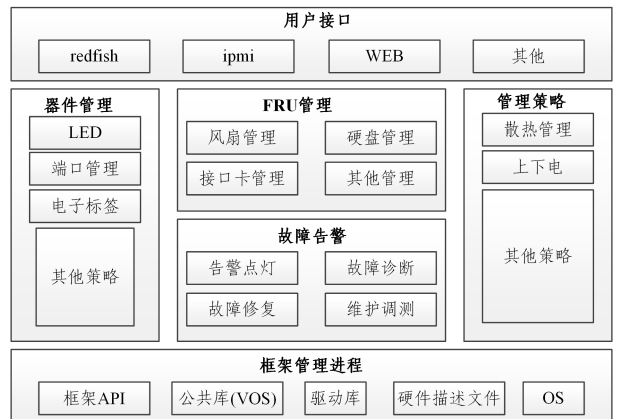 用户接口
redfish
ipmi
WEB
其他
器件管理
LED
端口管理
电子标签
其他策略
FRU管理
风扇管理
硬盘管理
接口卡管理
其他管理
故障告警
告警点灯
故障诊断
故障修复
维护调测
管理策略
散热管理
上下电
其他策略
框架管理进程
框架API
公共库(VOS)
驱动库
硬件描述文件
OS